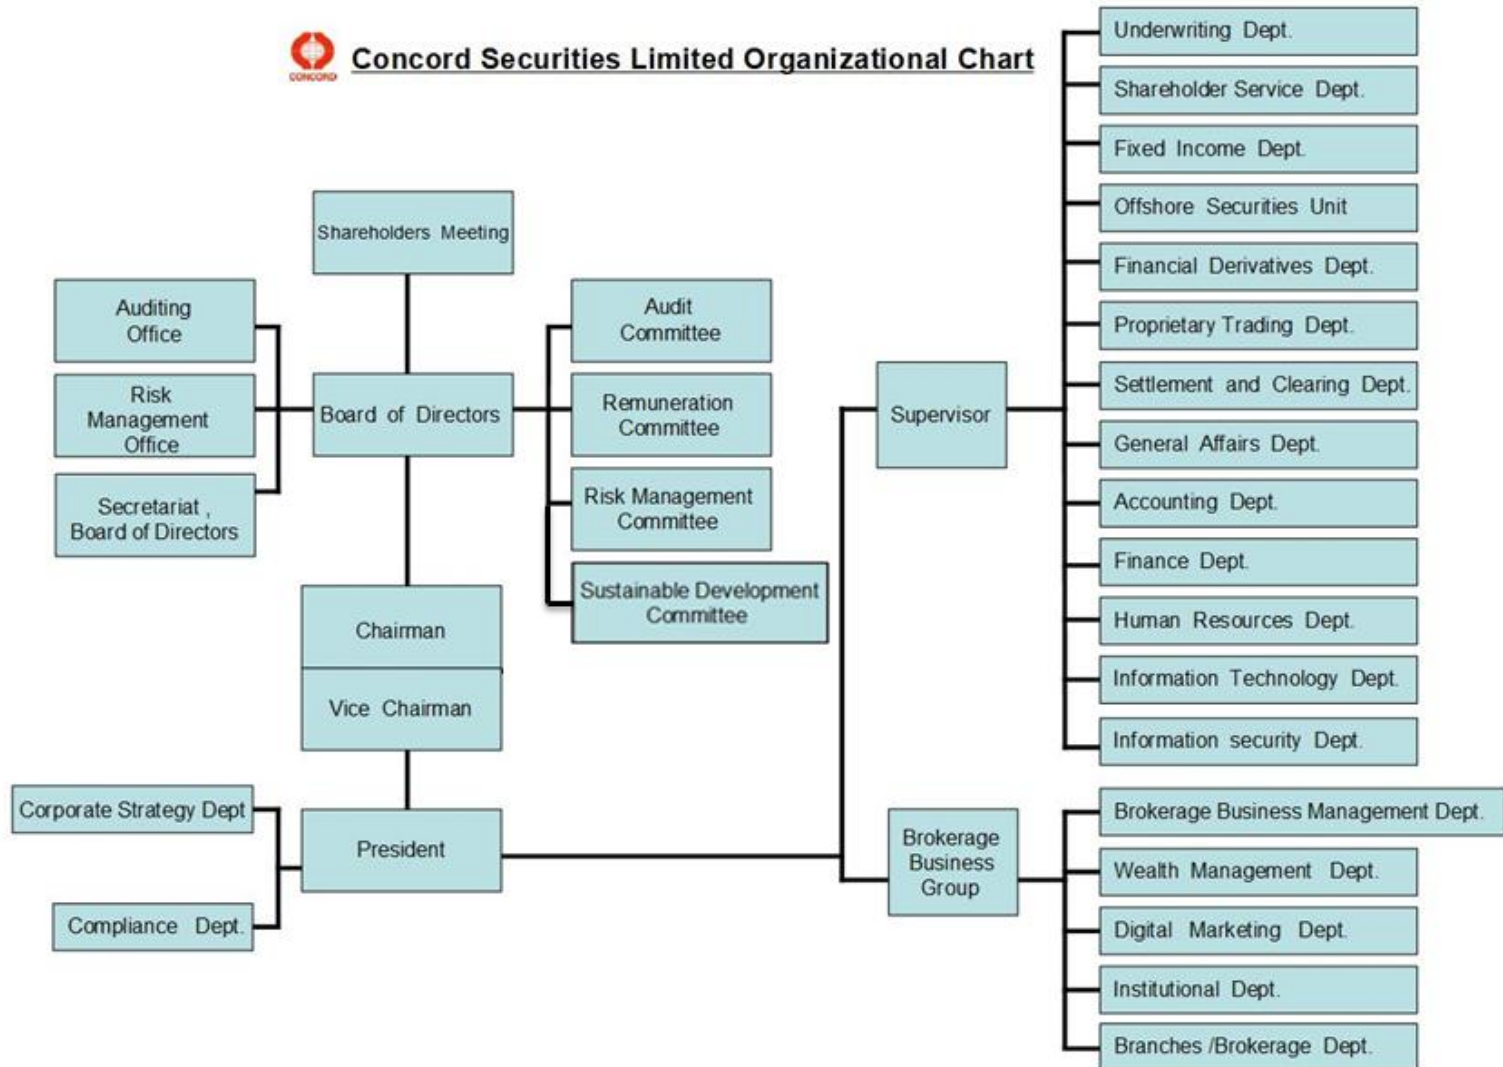 CONCORD
Concord Securities Limited Organizational Chart
Shareholders Meeting
Auditing
Office
Risk
Management
Office
Secretariat ,
Board of Directors
Board of Directors
Audit
Committee
Remuneration
Committee
Risk Management
Committee
Sustainable Development
Committee
Chairman
Vice Chairman
Corporate Strategy Dept
Compliance Dept.
President
Supervisor
Underwriting Dept.
Shareholder Service Dept.
Fixed Income Dept.
Offshore Securities Unit
Financial Derivatives Dept.
Proprietary Trading Dept.
Settlement and Clearing Dept.
General Affairs Dept.
Accounting Dept.
Finance Dept.
Human Resources Dept.
Information Technology Dept.
Information security Dept.
Brokerage
Business
Group
Brokerage Business Management Dept.
Wealth Management Dept.
Digital Marketing Dept.
Institutional Dept.
Branches /Brokerage Dept.